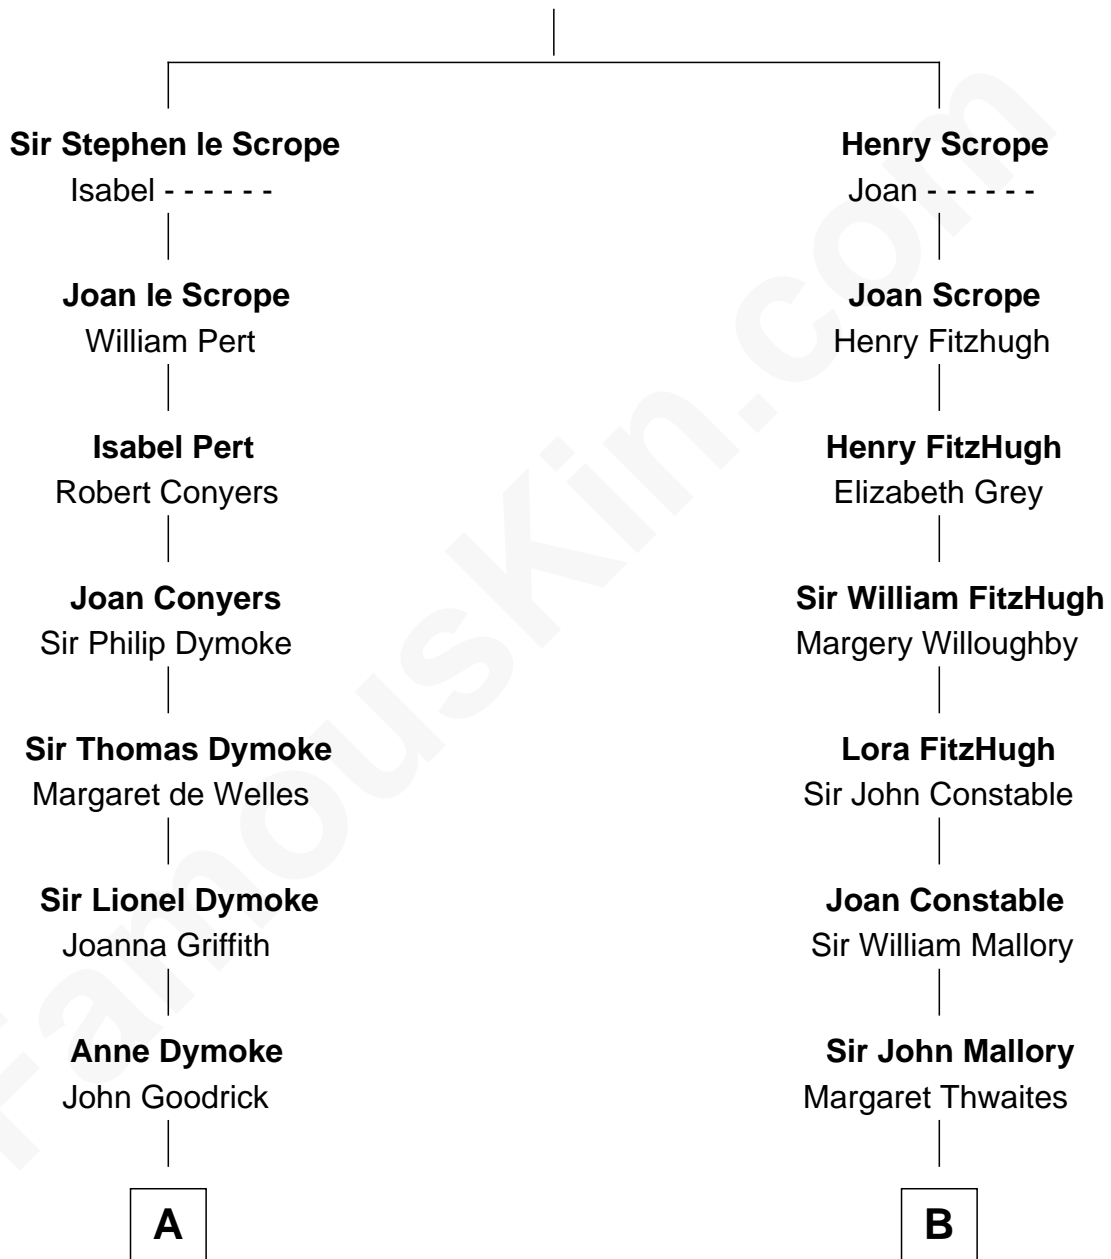 Sir Stephen le Scrope
Isabel - - - - - -
Joan le Scrope
William Pert
Isabel Pert
Robert Conyers
Joan Conyers
Sir Philip Dymoke
Sir Thomas Dymoke
Margaret de Welles
Sir Lionel Dymoke
Joanna Griffith
Anne Dymoke
John Goodrick
A
Henry Scrope
Joan - - - - - -
Joan Scrope
Henry Fitzhugh
Henry FitzHugh
Elizabeth Grey
Sir William FitzHugh
Margery Willoughby
Lora FitzHugh
Sir John Constable
Joan Constable
Sir William Mallory
Sir John Mallory
Margaret Thwaites
B
FamousKin.com